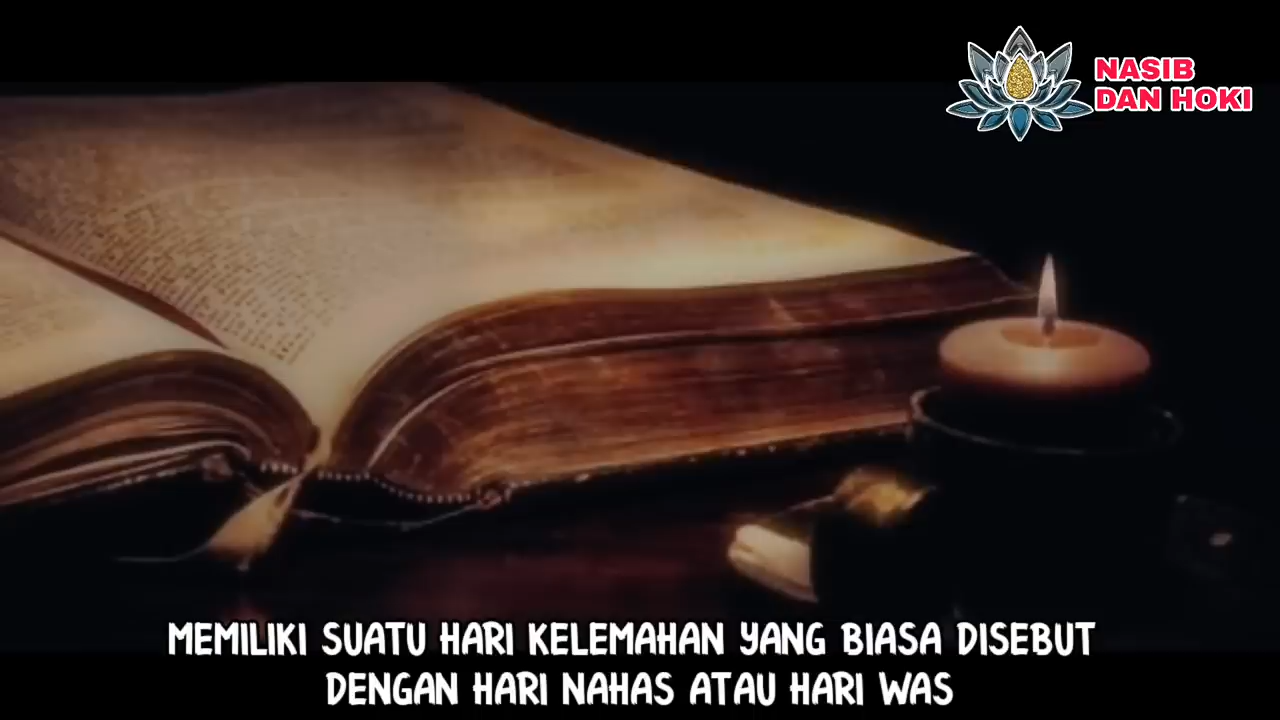 NASIB
DAN HOKI
MEMILIKI SUATU HARI KELEMAHAN YANG BIASA DISEBUT
DENGAN HARI NAHAS ATAU HARI WAS